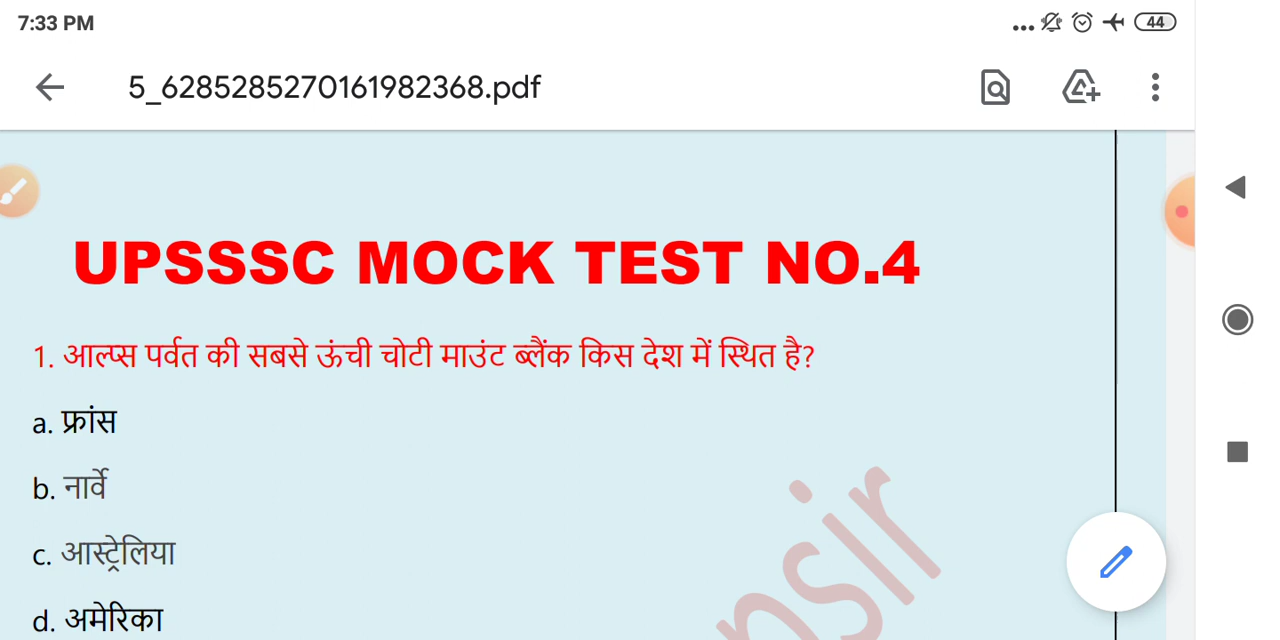 7:33 PM
44
5_6285285270161982368.pdf
UPSSSC MOCK TEST NO.4
1. आल्प्स पर्वत की सबसे ऊंची चोटी माउंट ब्लैंक किस देश में स्थित है?
a. फ्रांस
b. नार्वे
c. आस्ट्रेलिया
d. अमेरिका